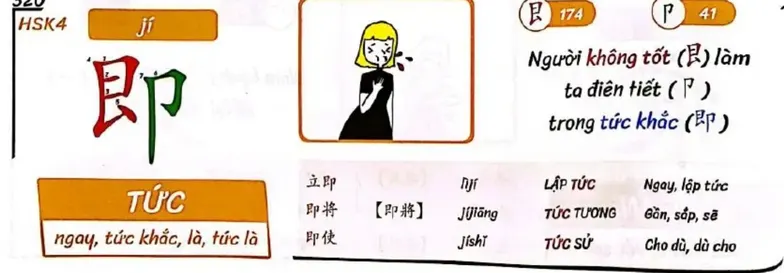 320
HSK4
jí
即
TỨC
ngay, tức khắc, là, tức là
艮 174
卩 41
Người không tốt (艮) làm
ta điên tiết ( 卩 )
trong tức khắc (即)
立即 lìjí LẬP TỨC Ngay, lập tức
即将 【即將】 jíjiāng TỨC TƯƠNG Gần, sắp, sẽ
即使 jíshǐ TỨC SỬ Cho dù, dù cho